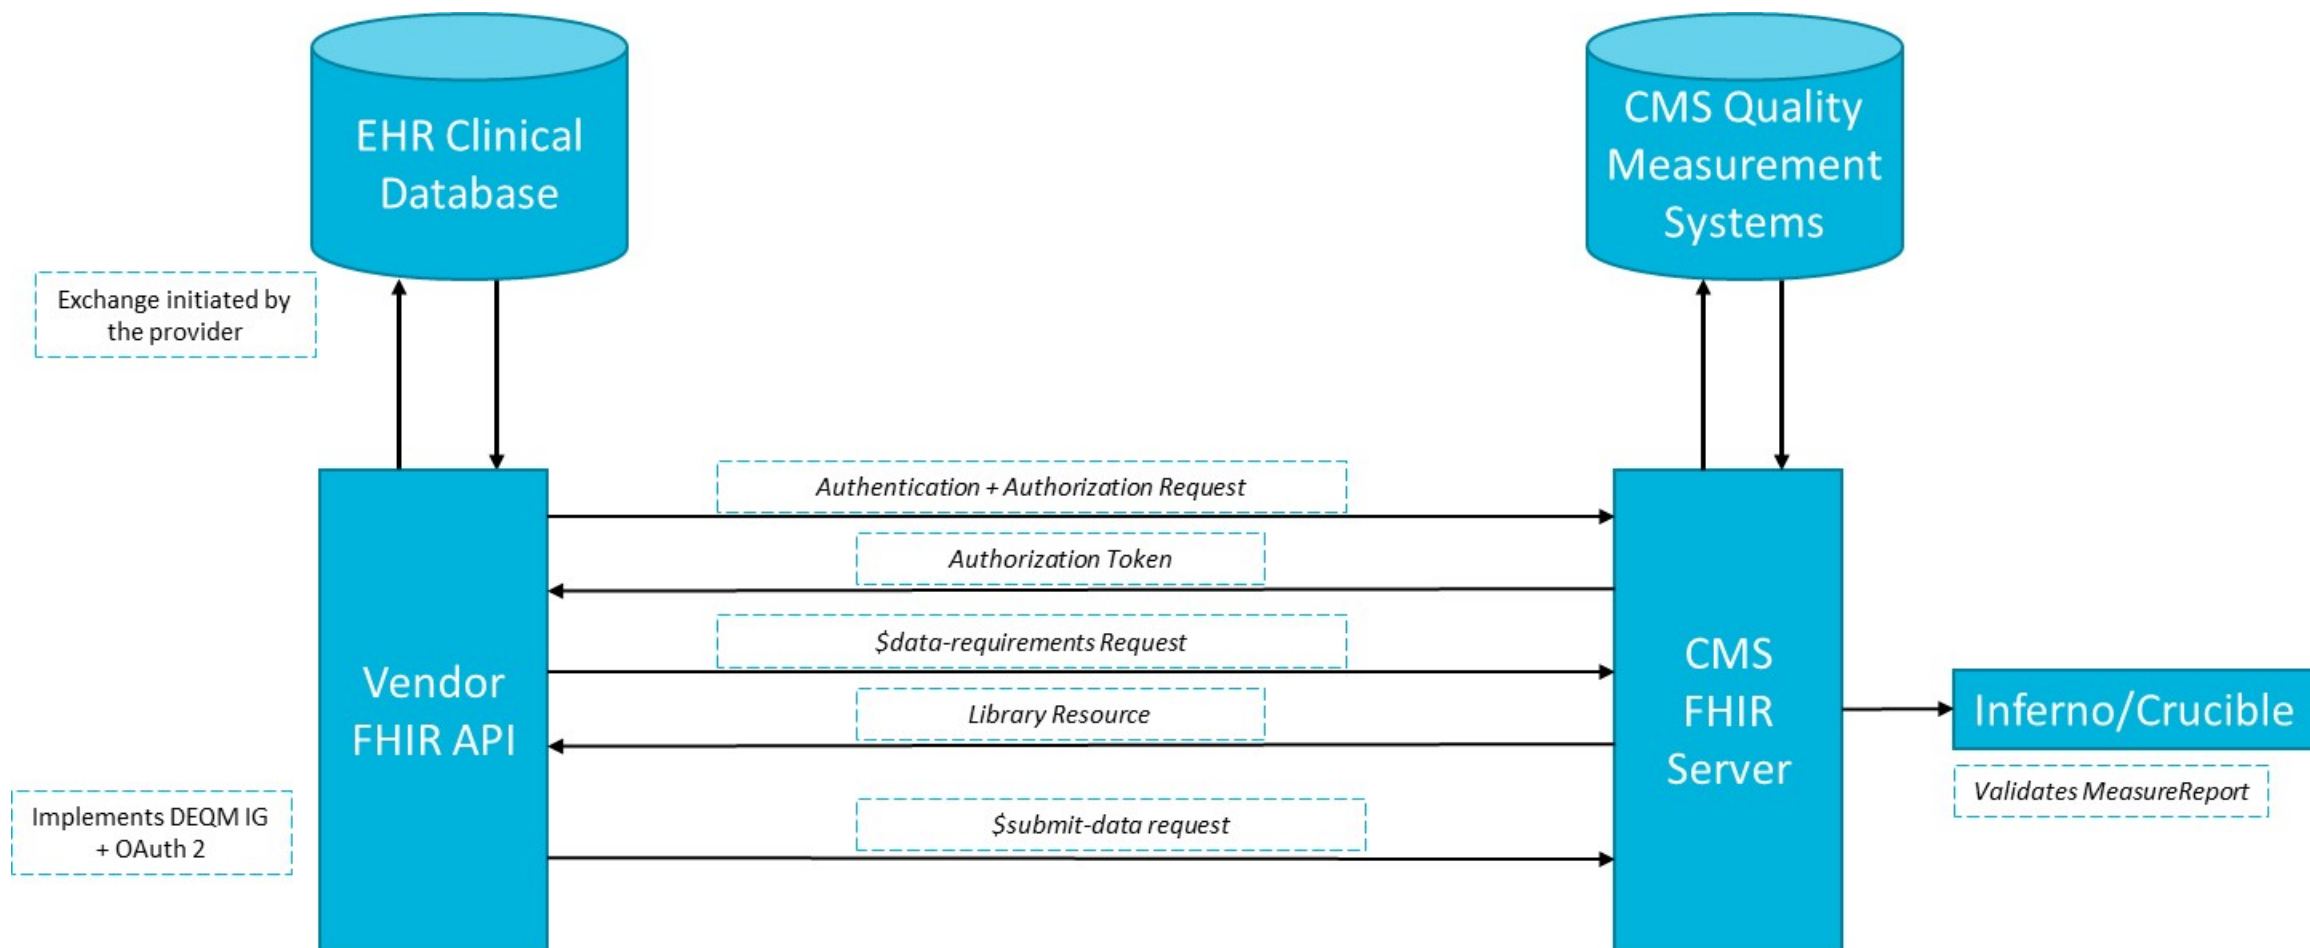 EHR Clinical
Database
CMS Quality
Measurement
Systems
Exchange initiated by
the provider
Authentication + Authorization Request
Authorization Token
$data-requirements Request
Library Resource
$submit-data request
Vendor
FHIR API
CMS
FHIR
Server
Inferno/Crucible
Validates MeasureReport
Implements DEQM IG
+ OAuth 2